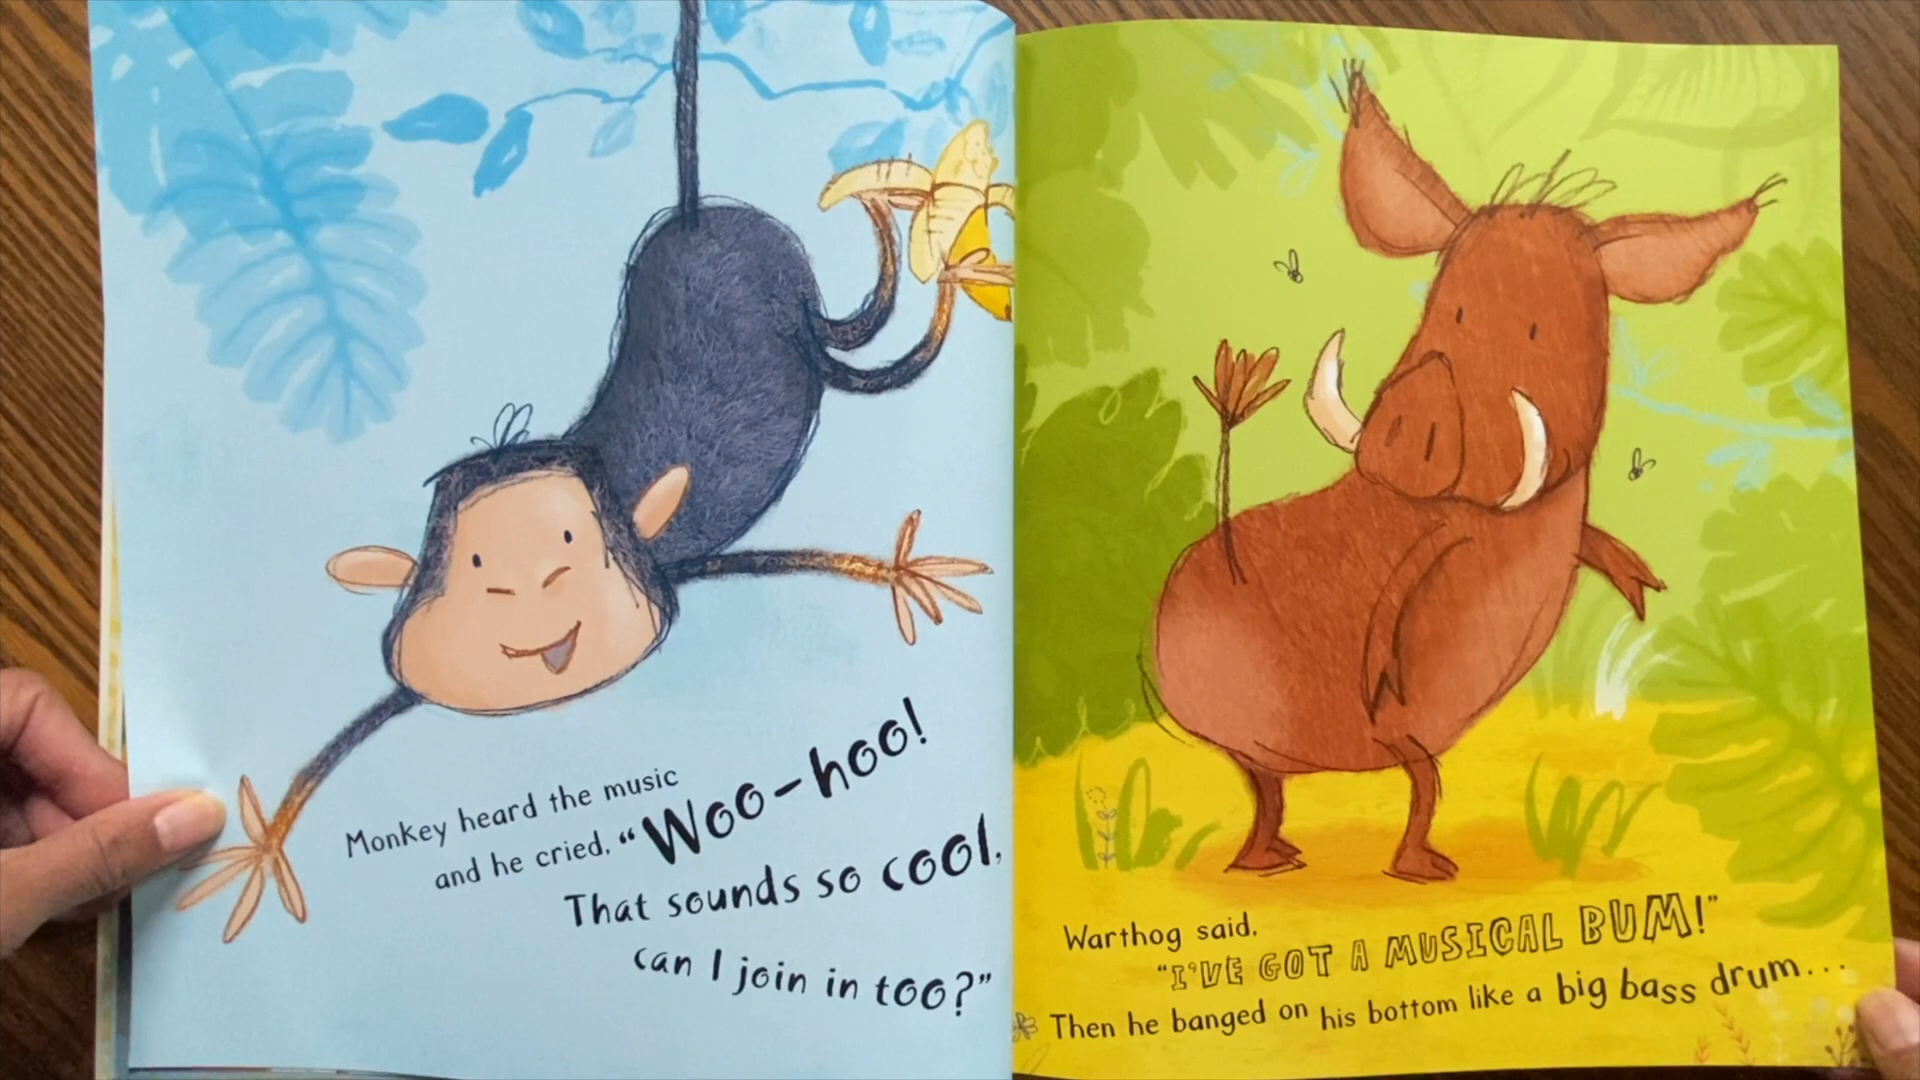 Monkey heard the music
and he cried, "Woo-hoo!
That sounds so cool,
can I join in too?"
Warthog said,
"I'VE GOT A MUSICAL BUM!"
Then he banged on his bottom like a big bass drum...